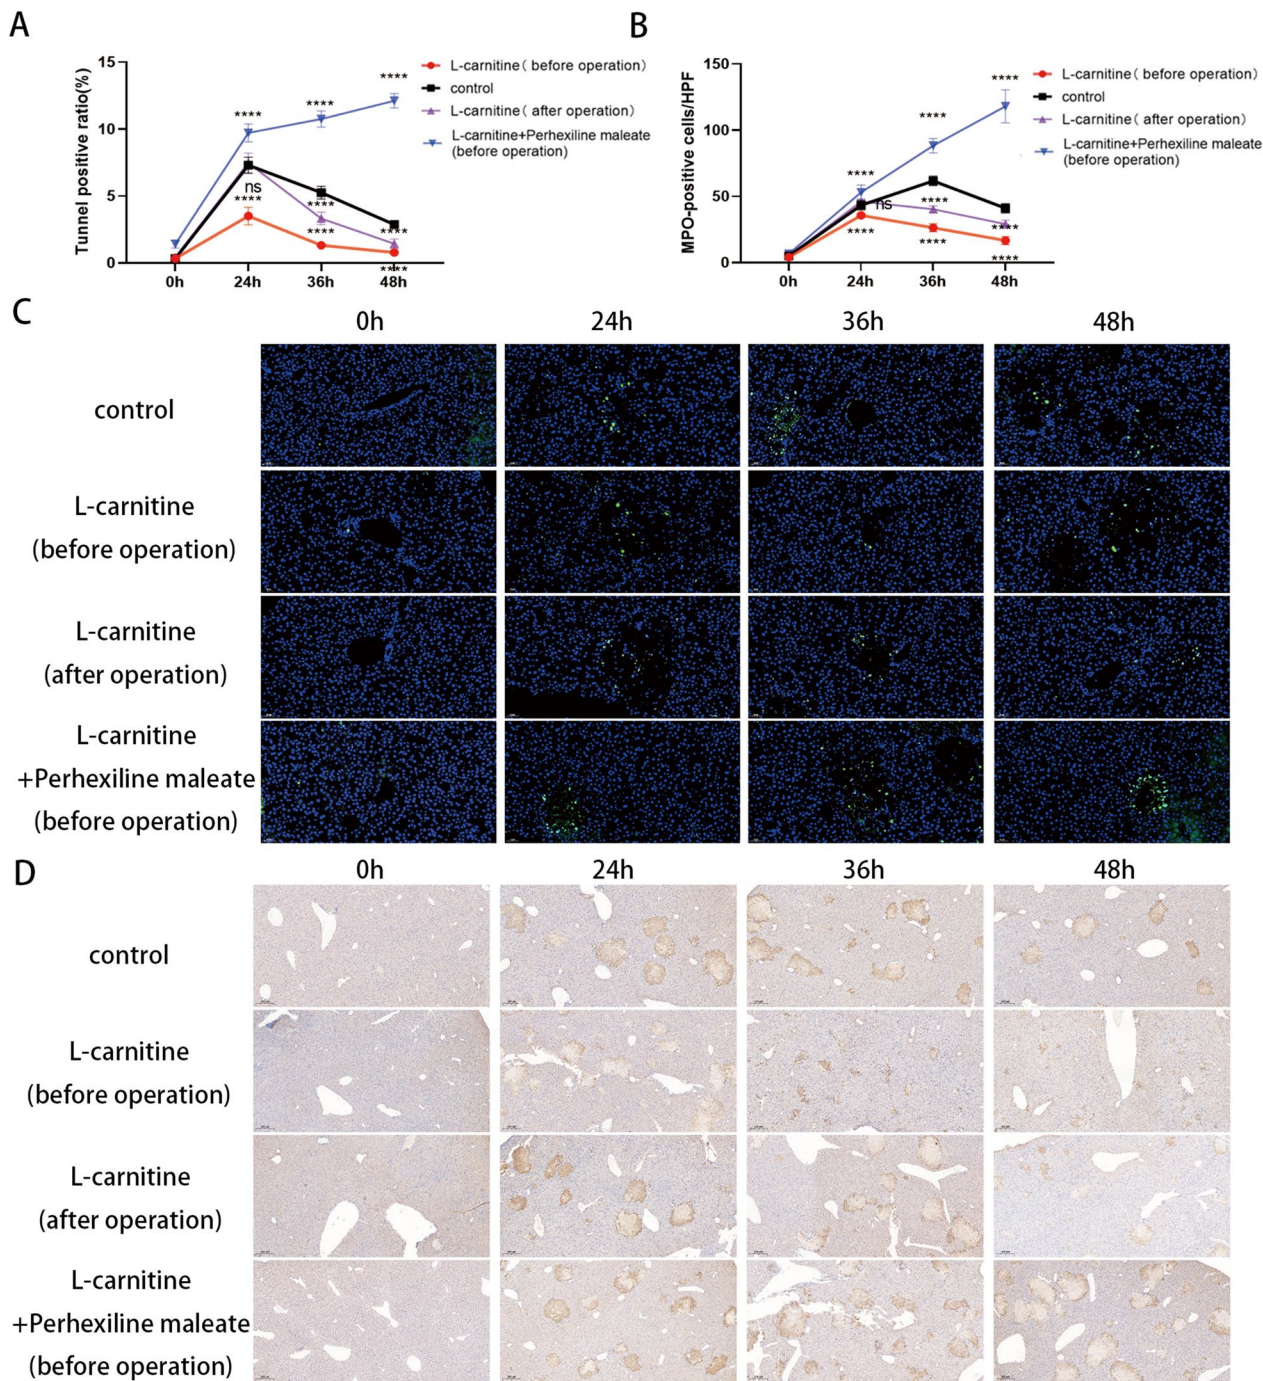 A
B
Tunnel positive ratio(%)
15
10
5
0
0h
24h
36h
48h
****
****
****
ns
****
****
****
****
****
L-carnitine( before operation)
control
L-carnitine( after operation)
L-carnitine+Perhexiline maleate
(before operation)
MPO-positive cells/HPF
150
100
50
0
0h
24h
36h
48h
****
****
****
ns
****
****
****
****
****
L-carnitine( before operation)
control
L-carnitine( after operation)
L-carnitine+Perhexiline maleate
(before operation)
C
0h 24h 36h 48h
control
L-carnitine
(before operation)
L-carnitine
(after operation)
L-carnitine
+Perhexiline maleate
(before operation)
D
0h 24h 36h 48h
control
L-carnitine
(before operation)
L-carnitine
(after operation)
L-carnitine
+Perhexiline maleate
(before operation)